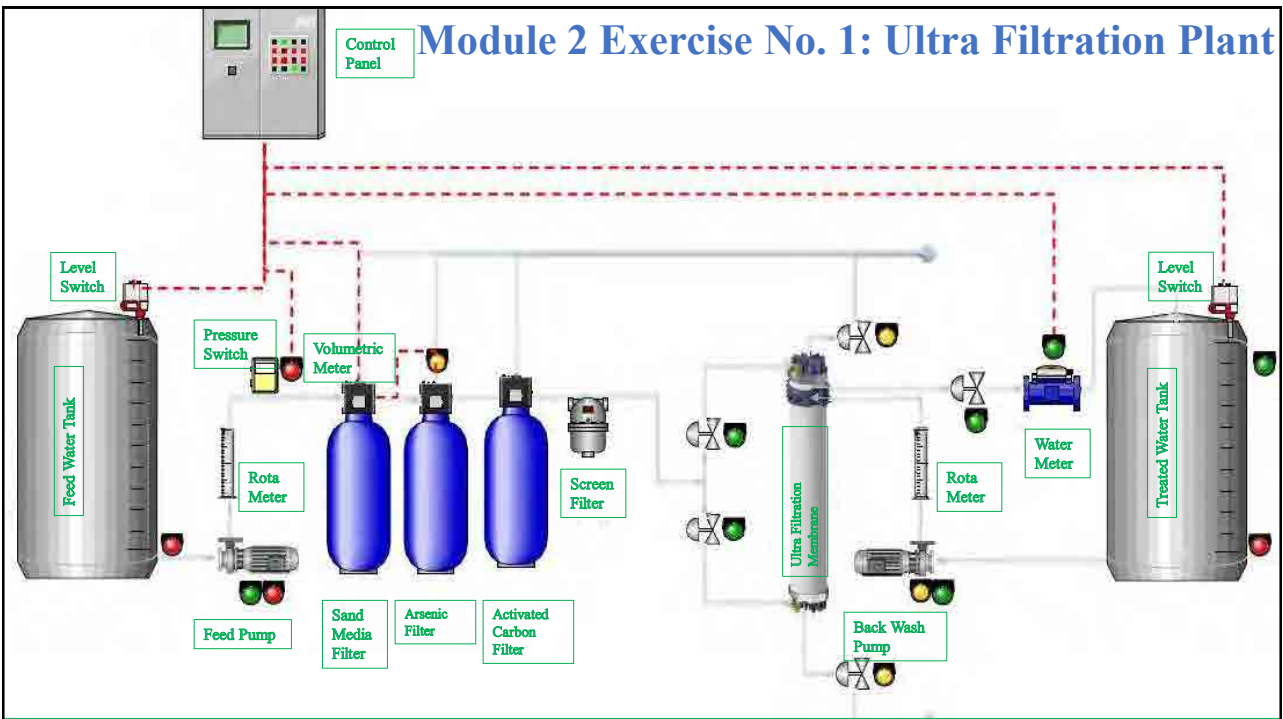 Module 2 Exercise No. 1: Ultra Filtration Plant
Control
Panel
Level
Switch
Level
Switch
Pressure
Switch
Volumetric
Meter
Feed Water Tank
Rota
Meter
Screen
Filter
Ultra Filtration
Membrane
Rota
Meter
Water
Meter
Treated Water Tank
Feed Pump
Sand
Media
Filter
Arsenic
Filter
Activated
Carbon
Filter
Back Wash
Pump